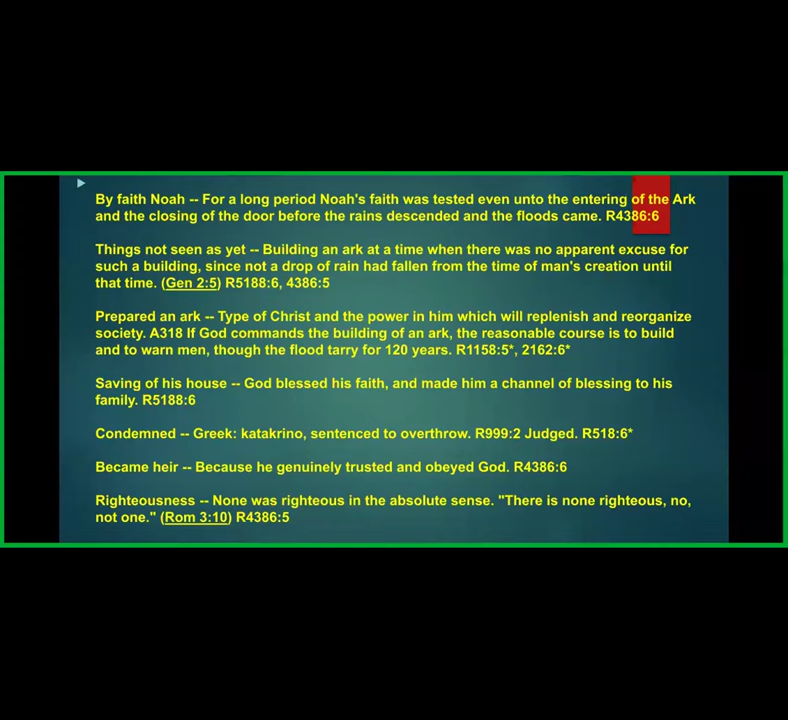 By faith Noah -- For a long period Noah's faith was tested even unto the entering of the Ark
and the closing of the door before the rains descended and the floods came. R4386:6
Things not seen as yet -- Building an ark at a time when there was no apparent excuse for
such a building, since not a drop of rain had fallen from the time of man's creation until
that time. (Gen 2:5) R5188:6, 4386:5
Prepared an ark -- Type of Christ and the power in him which will replenish and reorganize
society. A318 If God commands the building of an ark, the reasonable course is to build
and to warn men, though the flood tarry for 120 years. R1158:5*, 2162:6*
Saving of his house -- God blessed his faith, and made him a channel of blessing to his
family. R5188:6
Condemned -- Greek: katakrino, sentenced to overthrow. R999:2 Judged. R518:6*
Became heir -- Because he genuinely trusted and obeyed God. R4386:6
Righteousness -- None was righteous in the absolute sense. "There is none righteous, no,
not one." (Rom 3:10) R4386:5